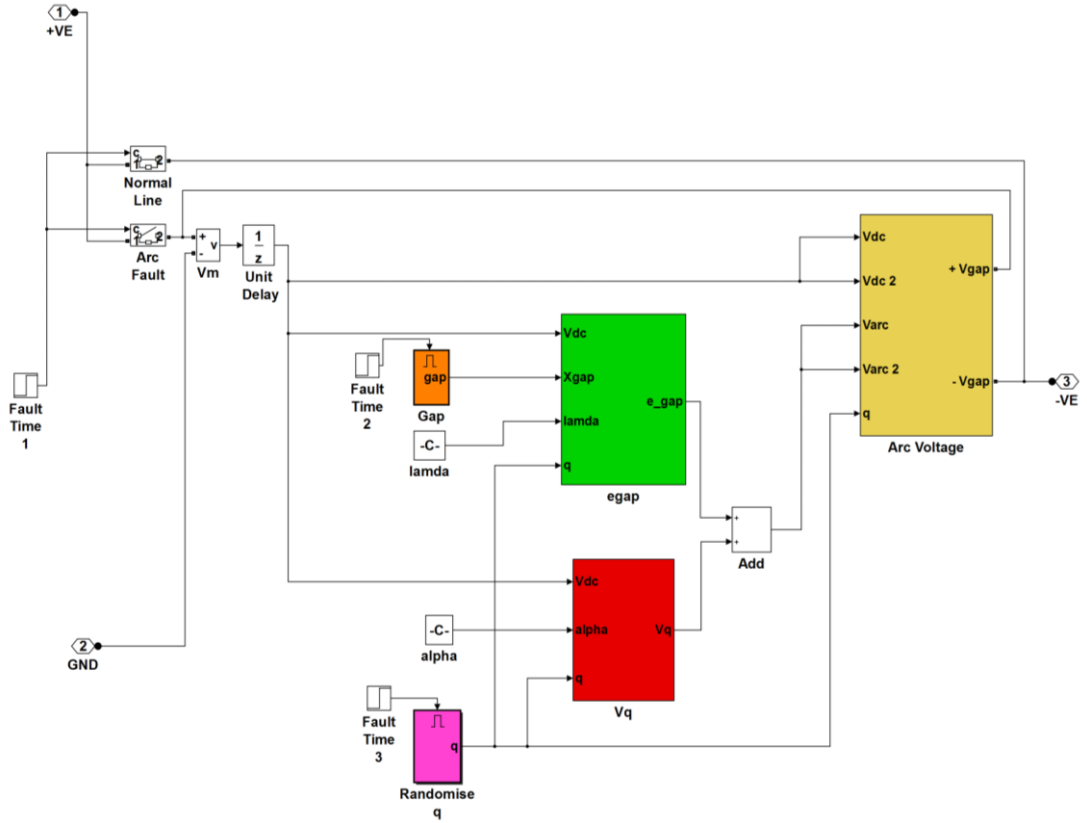 1
+VE
c
1
2
Normal
Line
c
1
2
Arc
Fault
+
-
v
Vm
1
z
Unit
Delay
Vdc
Vdc 2
Varc
Varc 2
q
+ Vgap
- Vgap
Arc Voltage
3
-VE
Fault
Time
1
Fault
Time
2
gap
Gap
-C-
lamda
Vdc
Xgap
lamda
q
e_gap
egap
+
+
Add
2
GND
-C-
alpha
Vdc
alpha
q
Vq
Vq
Fault
Time
3
q
Randomise
q